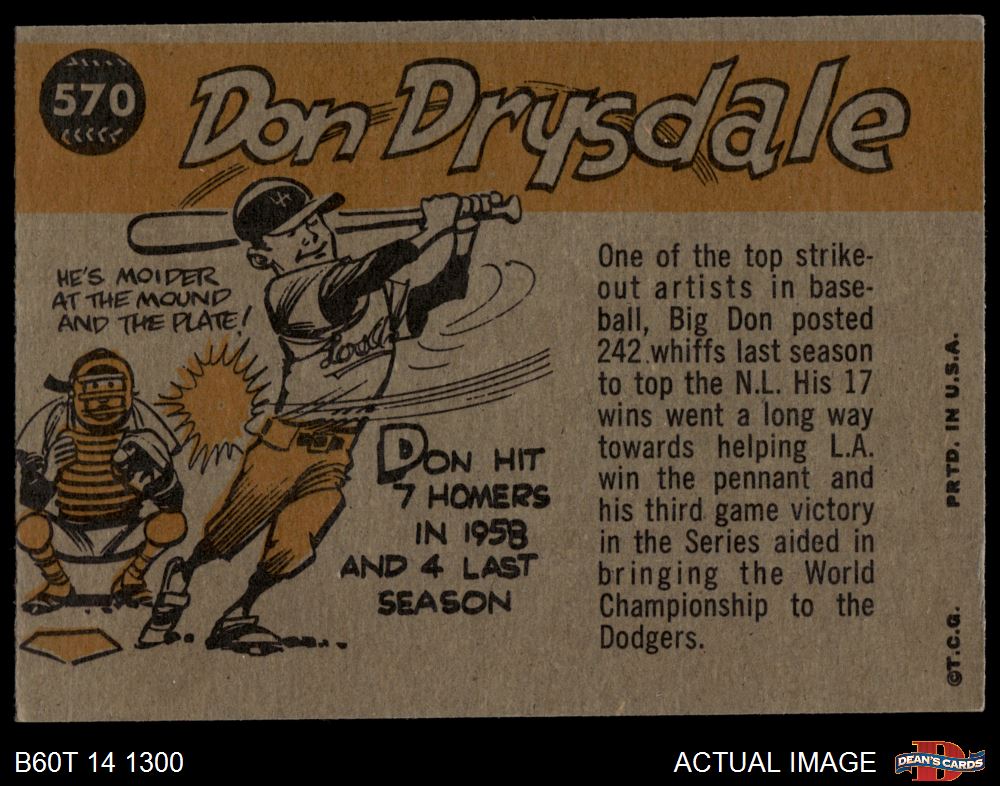 570
Don Drysdale
HE'S MOIDER
AT THE MOUND
AND THE PLATE!
DON HIT
7 HOMERS
IN 1958
AND 4 LAST
SEASON
One of the top strike-
out artists in base-
ball, Big Don posted
242 whiffs last season
to top the N.L. His 17
wins went a long way
towards helping L.A.
win the pennant and
his third game victory
in the Series aided in
bringing the World
Championship to the
Dodgers.
©T.C.G. PRTD. IN U.S.A.
B60T 14 1300
ACTUAL IMAGE
D
DEAN'S CARDS